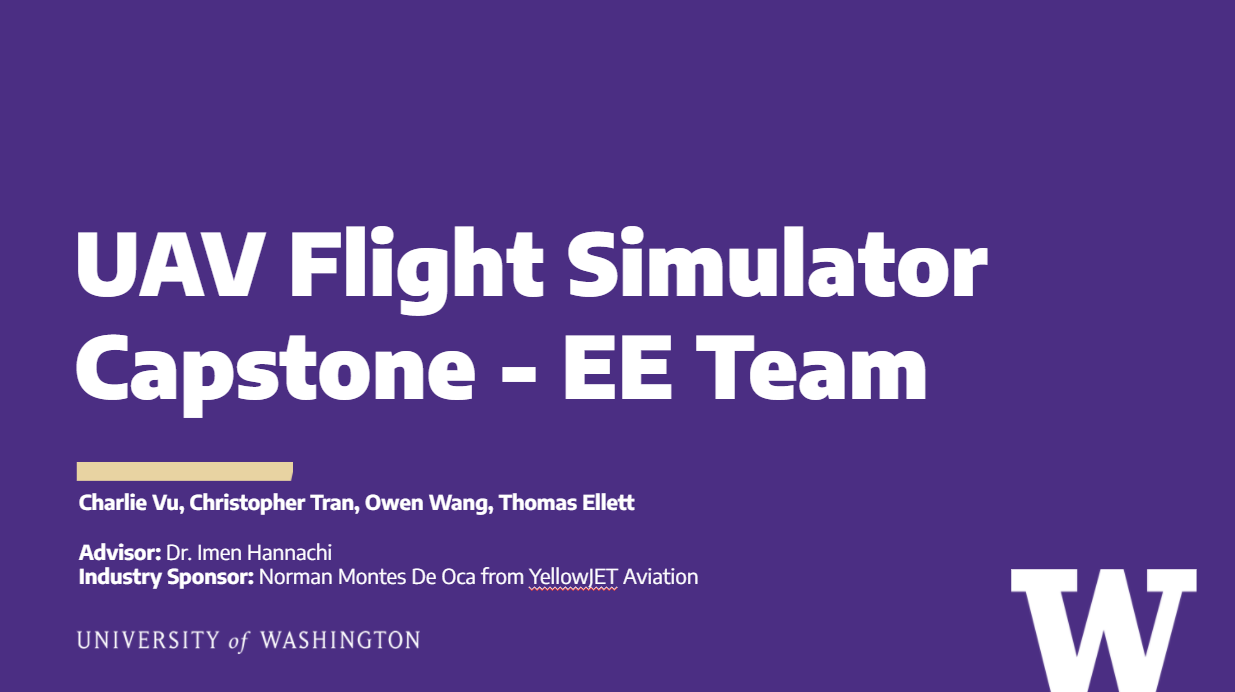 UAV Flight Simulator
Capstone - EE Team
Charlie Vu, Christopher Tran, Owen Wang, Thomas Ellett
Advisor: Dr. Imen Hannachi
Industry Sponsor: Norman Montes De Oca from YellowJET Aviation
UNIVERSITY of WASHINGTON
W